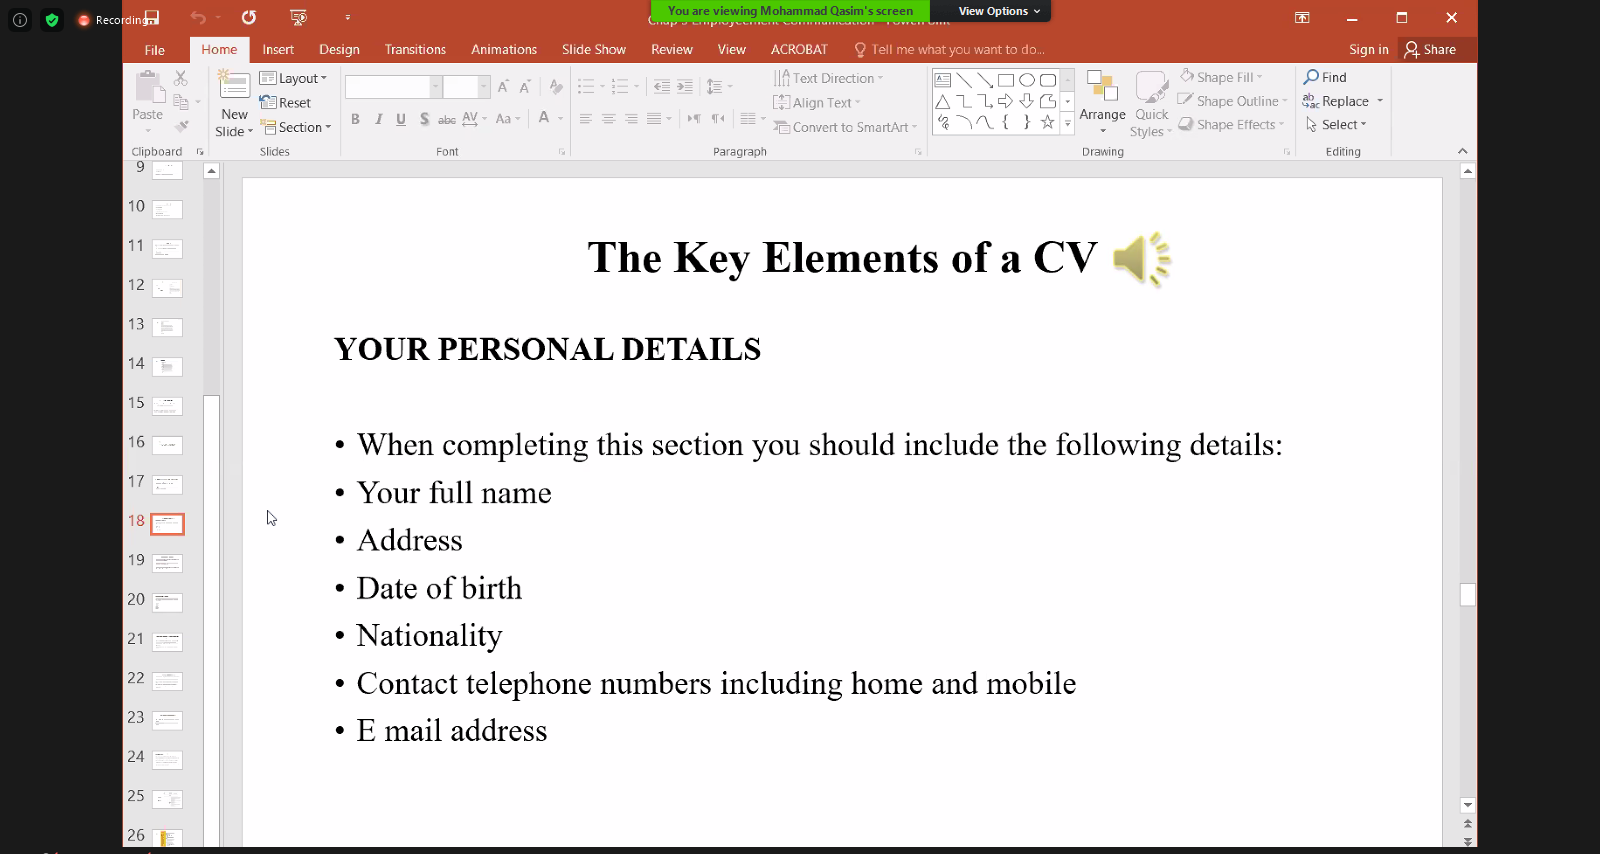 Recording
You are viewing Mohammad Qasim's screen
View Options
File
Home
Insert
Design
Transitions
Animations
Slide Show
Review
View
ACROBAT
Tell me what you want to do...
Sign in
Share
Paste
New
Slide
Layout
Reset
Section
B I U S abc AV Aa A
Text Direction
Align Text
Convert to SmartArt
Arrange
Quick
Styles
Shape Fill
Shape Outline
Shape Effects
Find
Replace
Select
Clipboard
Slides
Font
Paragraph
Drawing
Editing
9
10
11
12
13
14
15
16
17
18
19
20
21
22
23
24
25
26
The Key Elements of a CV
YOUR PERSONAL DETAILS
• When completing this section you should include the following details:
• Your full name
• Address
• Date of birth
• Nationality
• Contact telephone numbers including home and mobile
• E mail address